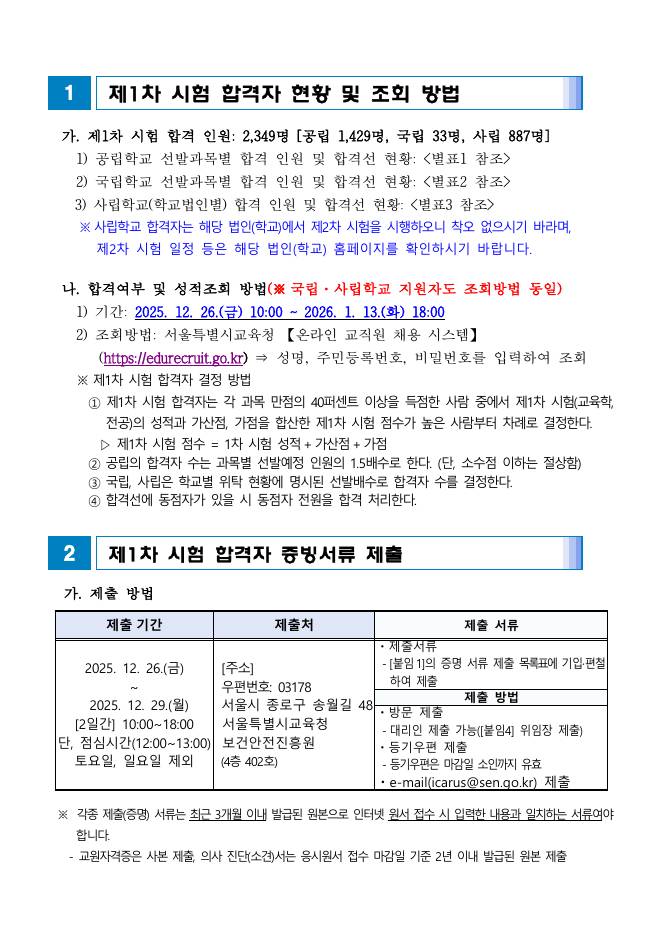 1 제1차 시험 합격자 현황 및 조회 방법
가. 제1차 시험 합격 인원: 2,349명 [공립 1,429명, 국립 33명, 사립 887명]
1) 공립학교 선발과목별 합격 인원 및 합격선 현황: <별표1 참조>
2) 국립학교 선발과목별 합격 인원 및 합격선 현황: <별표2 참조>
3) 사립학교(학교법인별) 합격 인원 및 합격선 현황: <별표3 참조>
※ 사립학교 합격자는 해당 법인(학교)에서 제2차 시험을 시행하오니 착오 없으시기 바라며,
제2차 시험 일정 등은 해당 법인(학교) 홈페이지를 확인하시기 바랍니다.
나. 합격여부 및 성적조회 방법(※ 국립・사립학교 지원자도 조회방법 동일)
1) 기간: 2025. 12. 26.(금) 10:00 ~ 2026. 1. 13.(화) 18:00
2) 조회방법: 서울특별시교육청 【온라인 교직원 채용 시스템】
(https://edurecruit.go.kr) ⇒ 성명, 주민등록번호, 비밀번호를 입력하여 조회
※ 제1차 시험 합격자 결정 방법
① 제1차 시험 합격자는 각 과목 만점의 40퍼센트 이상을 득점한 사람 중에서 제1차 시험(교육학,
전공)의 성적과 가산점, 가점을 합산한 제1차 시험 점수가 높은 사람부터 차례로 결정한다.
▷ 제1차 시험 점수 = 1차 시험 성적 + 가산점 + 가점
② 공립의 합격자 수는 과목별 선발예정 인원의 1.5배수로 한다. (단, 소수점 이하는 절상함)
③ 국립, 사립은 학교별 위탁 현황에 명시된 선발배수로 합격자 수를 결정한다.
④ 합격선에 동점자가 있을 시 동점자 전원을 합격 처리한다.
2 제1차 시험 합격자 증빙서류 제출
가. 제출 방법
제출 기간
제출처
제출 서류
2025. 12. 26.(금)
~
2025. 12. 29.(월)
[2일간] 10:00~18:00
단, 점심시간(12:00~13:00)
토요일, 일요일 제외
[주소]
우편번호: 03178
서울시 종로구 송월길 48
서울특별시교육청
보건안전진흥원
(4층 402호)
・제출서류
- [붙임 1]의 증명 서류 제출 목록표에 기입·편철
하여 제출
제출 방법
・방문 제출
- 대리인 제출 가능([붙임4] 위임장 제출)
・등기우편 제출
- 등기우편은 마감일 소인까지 유효
・e-mail(icarus@sen.go.kr) 제출
※ 각종 제출(증명) 서류는 최근 3개월 이내 발급된 원본으로 인터넷 원서 접수 시 입력한 내용과 일치하는 서류여야
합니다.
- 교원자격증은 사본 제출, 의사 진단(소견)서는 응시원서 접수 마감일 기준 2년 이내 발급된 원본 제출